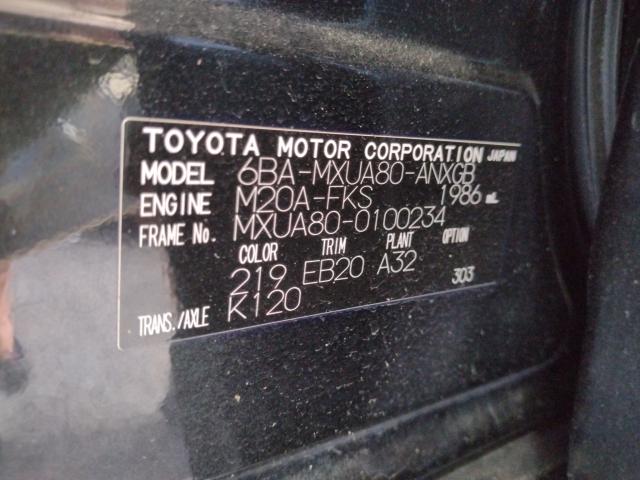 TOYOTA MOTOR CORPORATION JAPAN
MODEL 6BA-MXUA80-ANXGB
ENGINE M20A-FKS 1986 mL
FRAME No. MXUA80-0100234
COLOR TRIM PLANT OPTION
219 EB20 A32 303
TRANS./AXLE K120